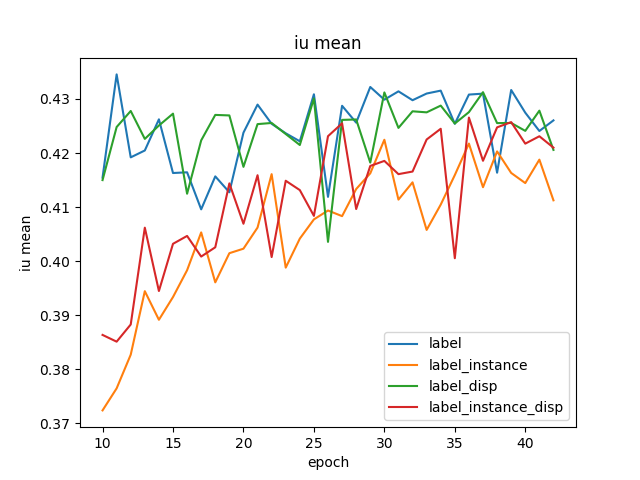 iu mean
iu mean
0.43
0.42
0.41
0.40
0.39
0.38
0.37
10 15 20 25 30 35 40
epoch
label
label_instance
label_disp
label_instance_disp